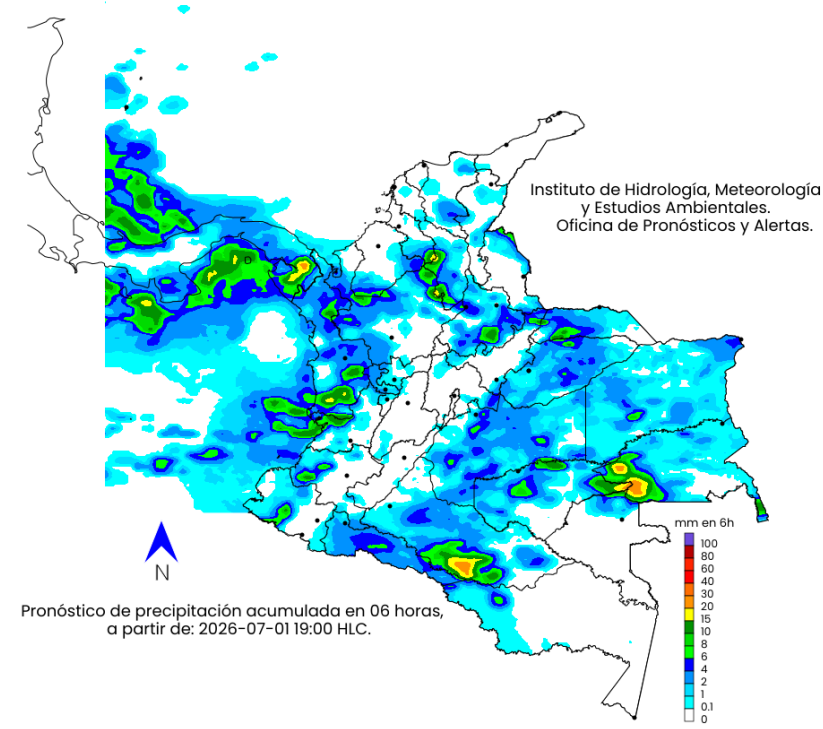 Instituto de Hidrología, Meteorología
y Estudios Ambientales.
Oficina de Pronósticos y Alertas.
N
Pronóstico de precipitación acumulada en 06 horas,
a partir de: 2026-07-01 19:00 HLC.
mm en 6h
100
80
60
40
30
20
15
10
8
6
4
2
1
0.1
0